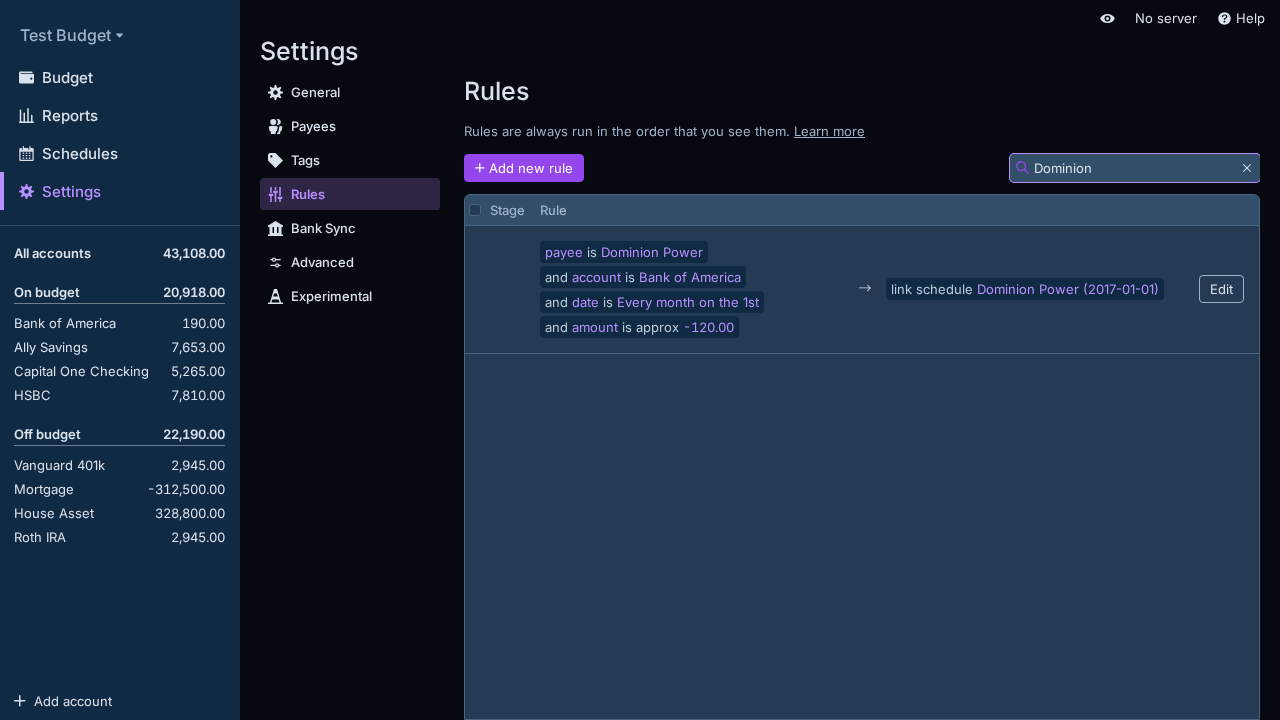 Test Budget
Budget
Reports
Schedules
Settings
All accounts 43,108.00
On budget 20,918.00
Bank of America 190.00
Ally Savings 7,653.00
Capital One Checking 5,265.00
HSBC 7,810.00
Off budget 22,190.00
Vanguard 401k 2,945.00
Mortgage -312,500.00
House Asset 328,800.00
Roth IRA 2,945.00
Add account
No server Help
Settings
General
Payees
Tags
Rules
Bank Sync
Advanced
Experimental
Rules
Rules are always run in the order that you see them. Learn more
Add new rule
Dominion
Stage Rule
payee is Dominion Power
and account is Bank of America
and date is Every month on the 1st
and amount is approx -120.00
→ link schedule Dominion Power (2017-01-01)
Edit